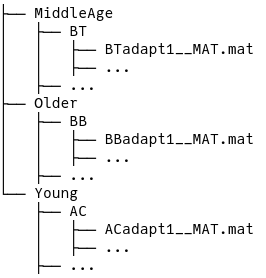 ├── MiddleAge
│   ├── BT
│   │   ├── BTadapt1__MAT.mat
│   │   ├── ...
│   ├── ...
├── Older
│   ├── BB
│   │   ├── BBadapt1__MAT.mat
│   │   ├── ...
│   ├── ...
└── Young
    ├── AC
    │   ├── ACadapt1__MAT.mat
    │   ├── ...
    ├── ...